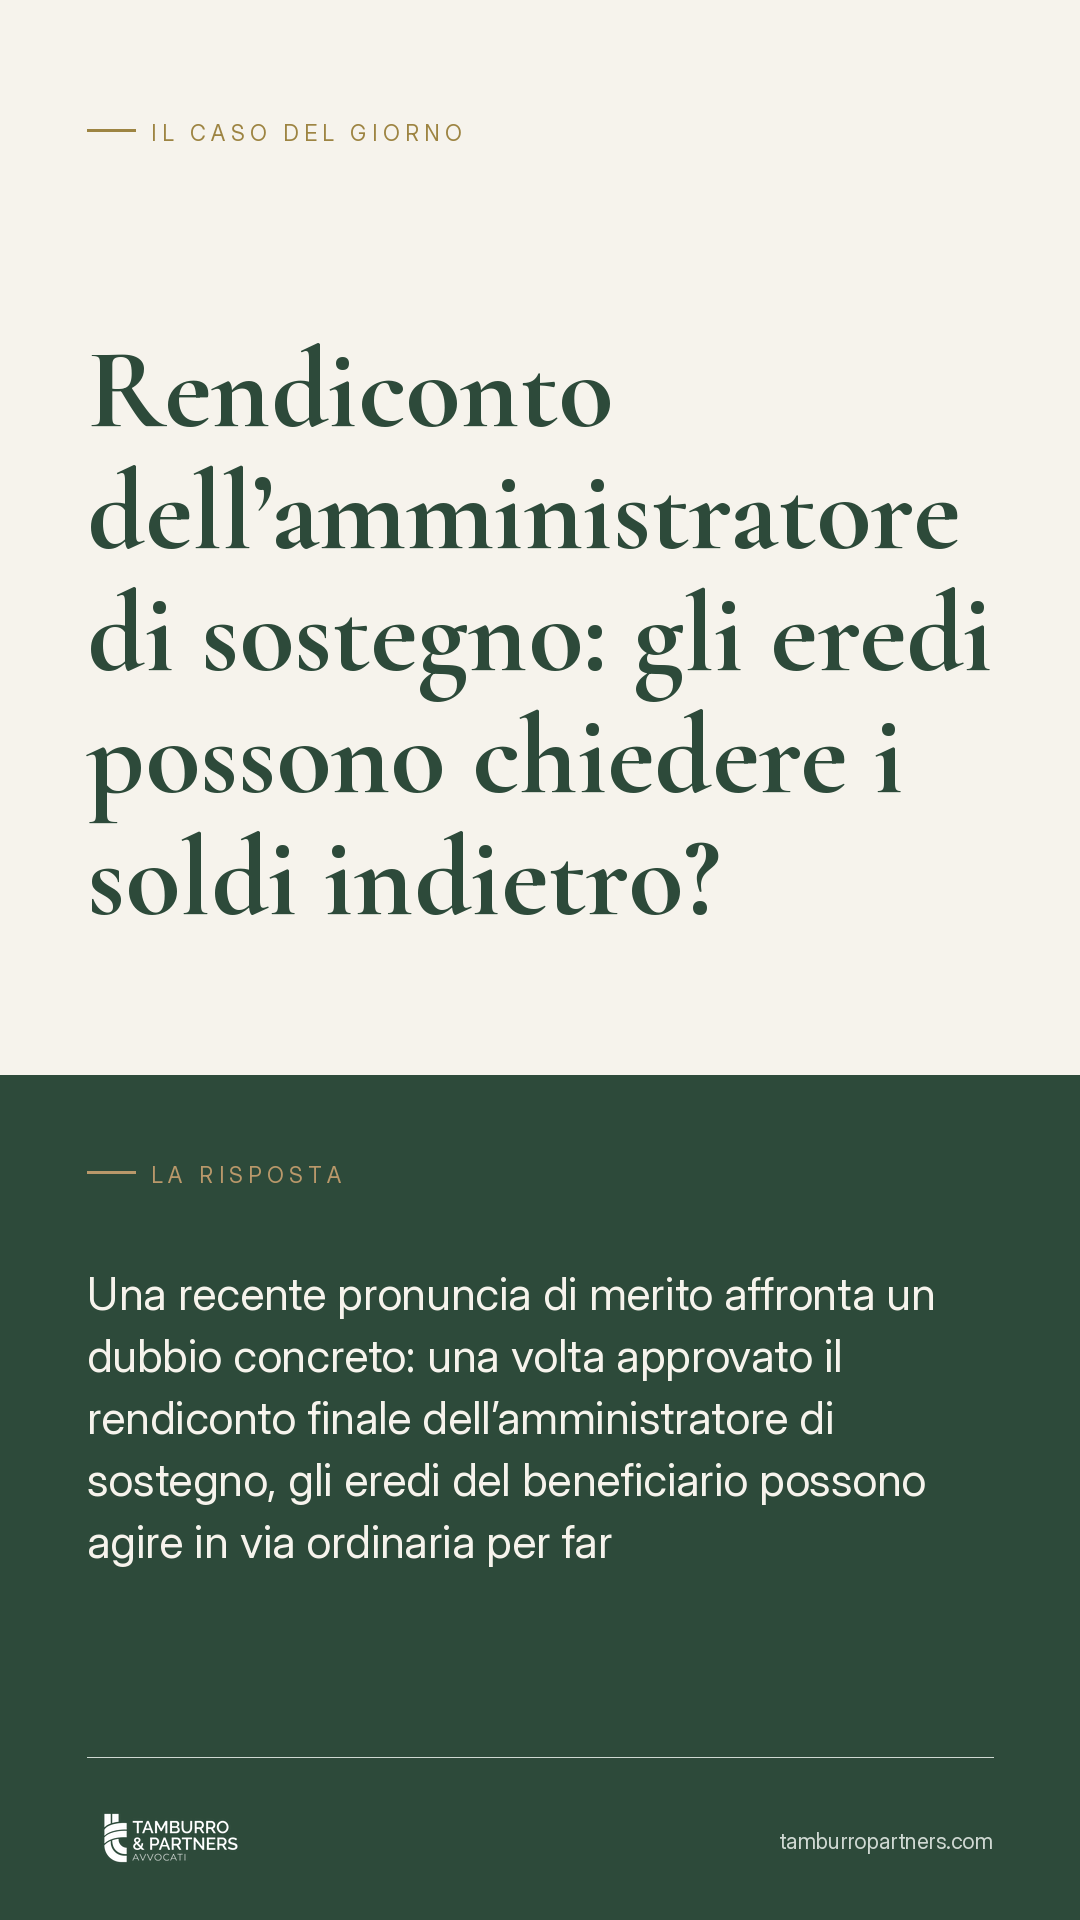 IL CASO DEL GIORNO
Rendiconto
dell’amministratore
di sostegno: gli eredi
possono chiedere i
soldi indietro?
LA RISPOSTA
Una recente pronuncia di merito affronta un
dubbio concreto: una volta approvato il
rendiconto finale dell’amministratore di
sostegno, gli eredi del beneficiario possono
agire in via ordinaria per far
TAMBURRO
& PARTNERS
AVVOCATI
tamburropartners.com